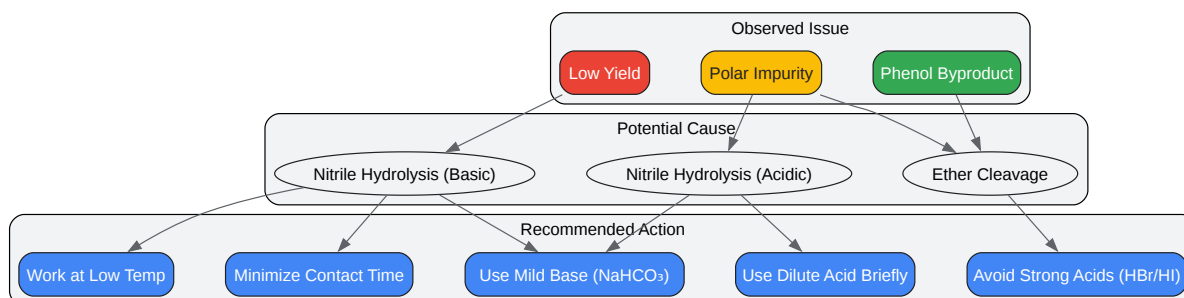 Observed Issue
Low Yield
Polar Impurity
Phenol Byproduct
Potential Cause
Nitrile Hydrolysis (Basic)
Nitrile Hydrolysis (Acidic)
Ether Cleavage
Recommended Action
Work at Low Temp
Minimize Contact Time
Use Mild Base (NaHCO₃)
Use Dilute Acid Briefly
Avoid Strong Acids (HBr/HI)